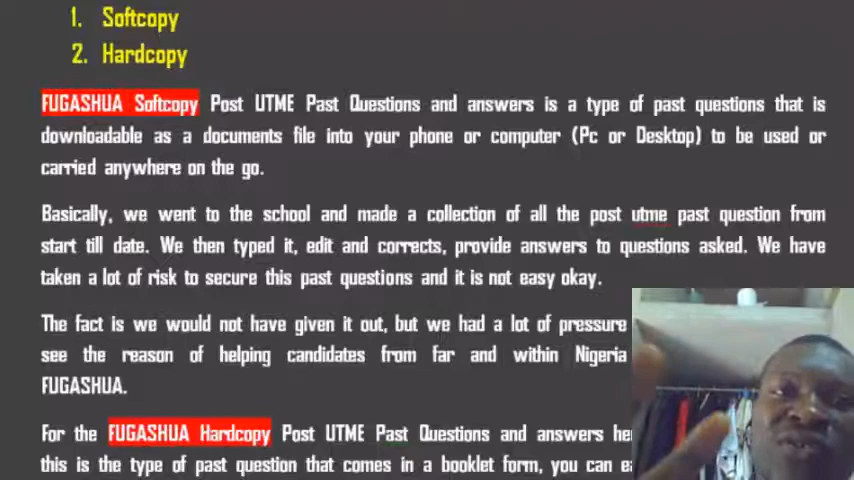 1. Softcopy
2. Hardcopy
FUGASHUA Softcopy Post UTME Past Questions and answers is a type of past questions that is
downloadable as a documents file into your phone or computer (Pc or Desktop) to be used or
carried anywhere on the go.
Basically, we went to the school and made a collection of all the post utme past question from
start till date. We then typed it, edit and corrects, provide answers to questions asked. We have
taken a lot of risk to secure this past questions and it is not easy okay.
The fact is we would not have given it out, but we had a lot of pressure
see the reason of helping candidates from far and within Nigeria
FUGASHUA.
For the FUGASHUA Hardcopy Post UTME Past Questions and answers
this is the type of past question that comes in a booklet form, you can